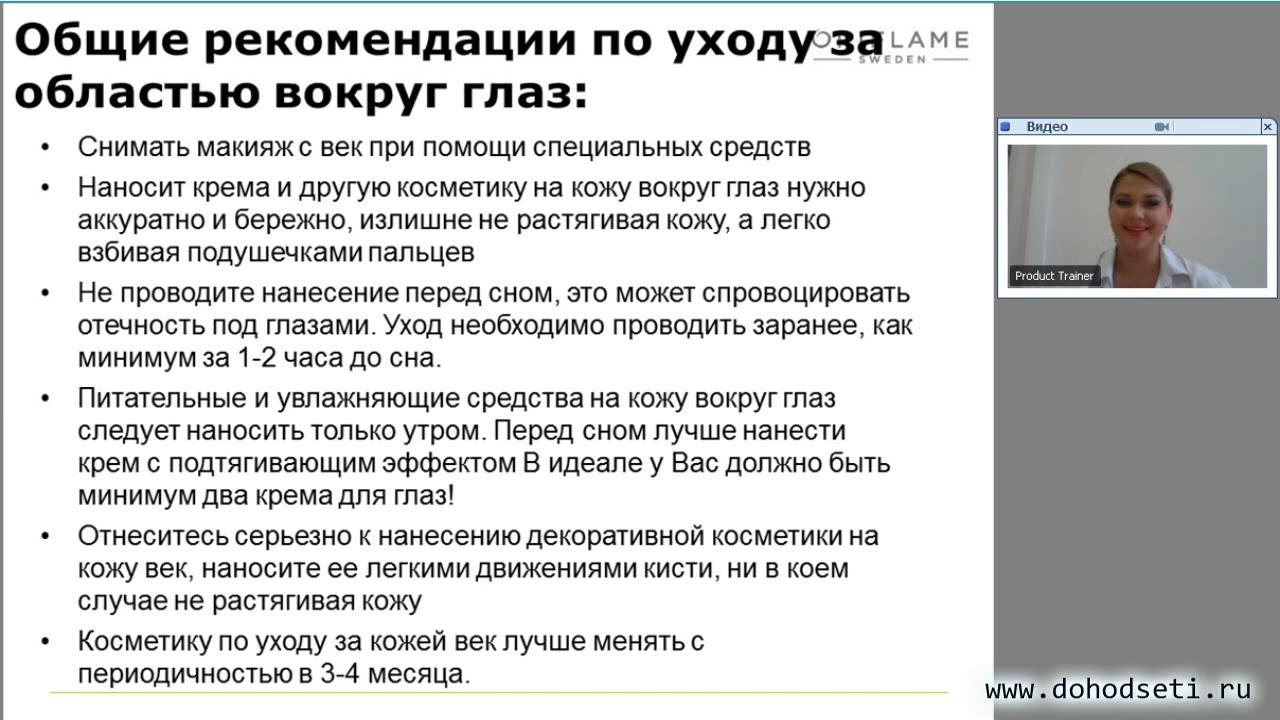 Общие рекомендации по уходу за
областью вокруг глаз:
SWEDEN
• Снимать макияж с век при помощи специальных средств
• Наносит крема и другую косметику на кожу вокруг глаз нужно
аккуратно и бережно, излишне не растягивая кожу, а легко
взбивая подушечками пальцев
• Не проводите нанесение перед сном, это может спровоцировать
отечность под глазами. Уход необходимо проводить заранее, как
минимум за 1-2 часа до сна.
• Питательные и увлажняющие средства на кожу вокруг глаз
следует наносить только утром. Перед сном лучше нанести
крем с подтягивающим эффектом В идеале у Вас должно быть
минимум два крема для глаз!
• Отнеситесь серьезно к нанесению декоративной косметики на
кожу век, наносите ее легкими движениями кисти, ни в коем
случае не растягивая кожу
• Косметику по уходу за кожей век лучше менять с
периодичностью в 3-4 месяца.
Видео
Product Trainer
www.dohodseti.ru